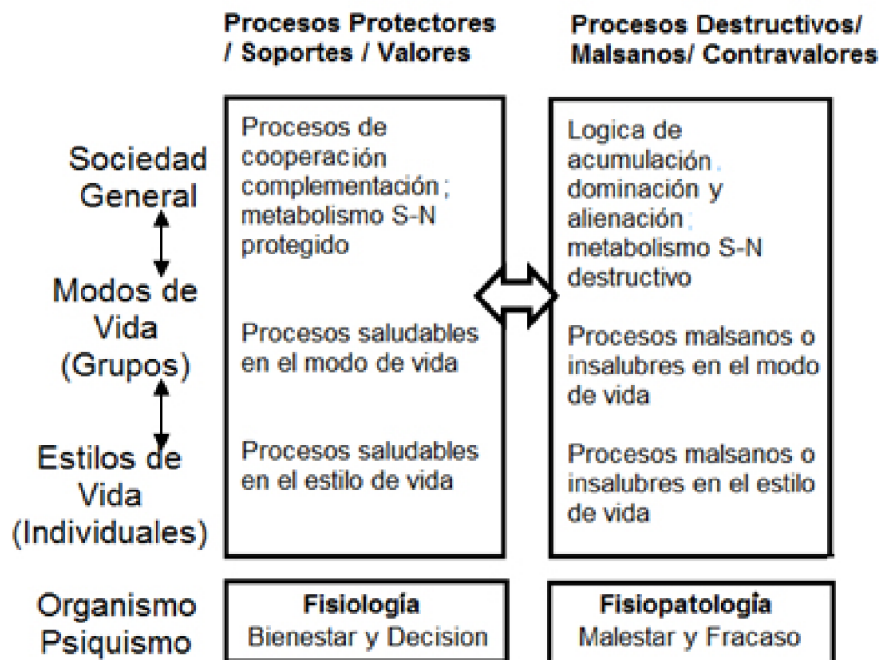 Procesos Protectores
/ Soportes / Valores
Procesos Destructivos/
Malsanos/ Contravalores
Sociedad
General
Modos de
Vida
(Grupos)
Estilos de
Vida
(Individuales)
Procesos de
cooperación
complementación;
metabolismo S-N
protegido
Procesos saludables
en el modo de vida
Procesos saludables
en el estilo de vida
Logica de
acumulación,
dominación y
alienación;
metabolismo S-N
destructivo
Procesos malsanos o
insalubres en el modo
de vida
Procesos malsanos o
insalubres en el estilo
de vida
Organismo
Psiquismo
Fisiología
Bienestar y Decision
Fisiopatología
Malestar y Fracaso